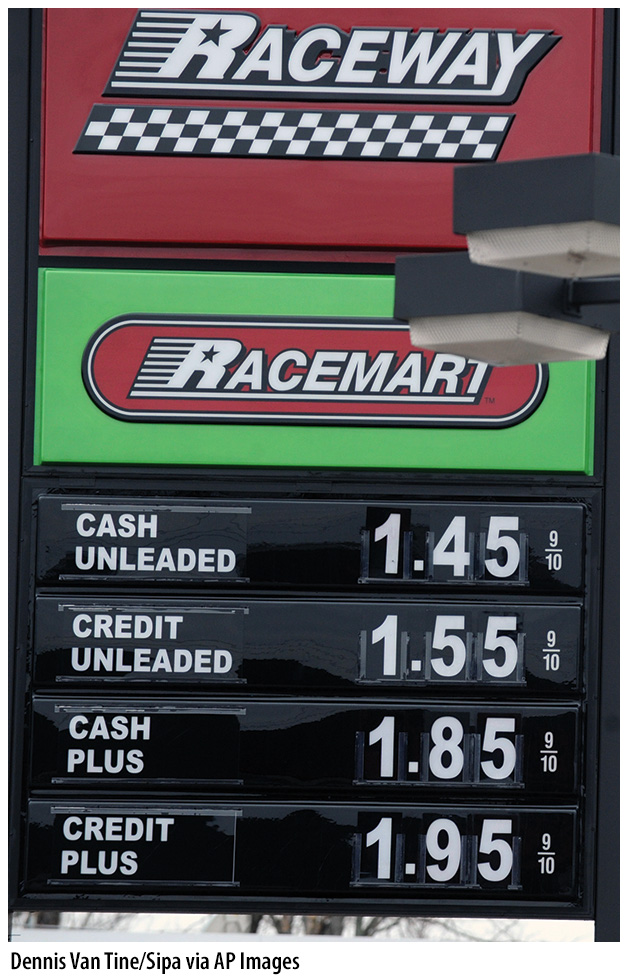 RACEWAY
RACEMART™
CASH
UNLEADED
1.45 9/10
CREDIT
UNLEADED
1.55 9/10
CASH
PLUS
1.85 9/10
CREDIT
PLUS
1.95 9/10
Dennis Van Tine/Sipa via AP Images